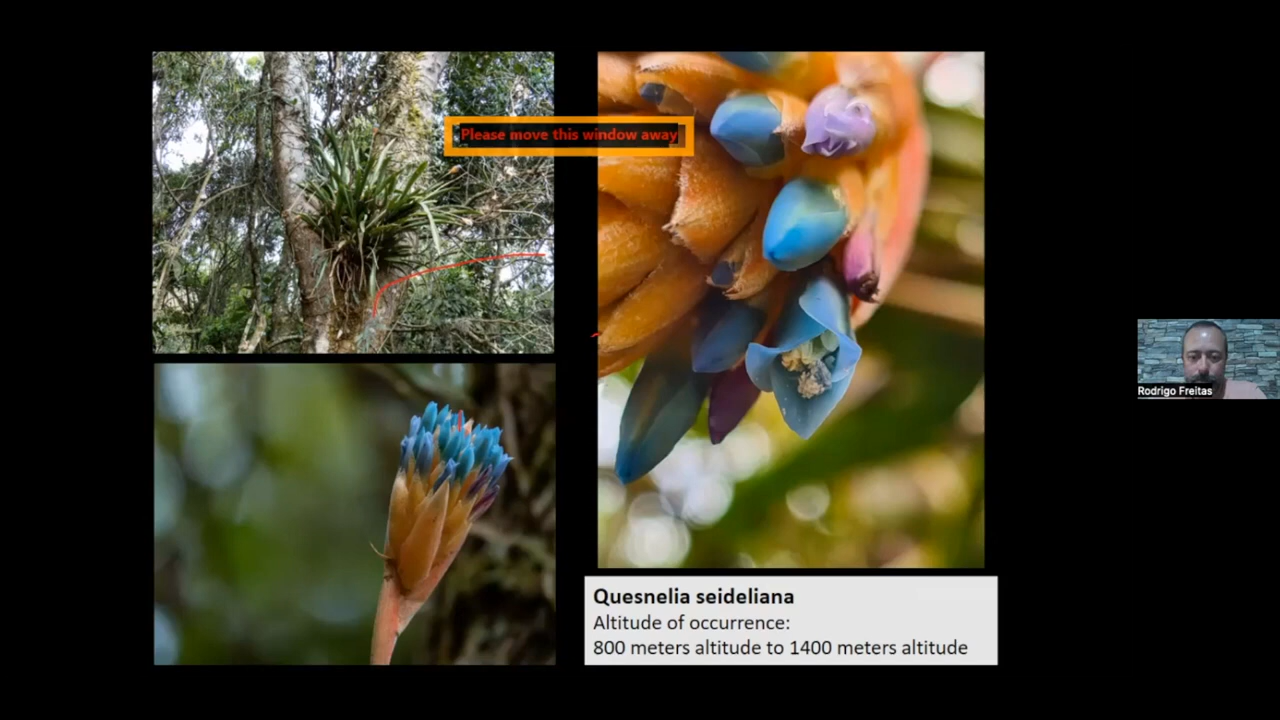 Please move this window away
Rodrigo Freitas
Quesnelia seideliana
Altitude of occurrence:
800 meters altitude to 1400 meters altitude